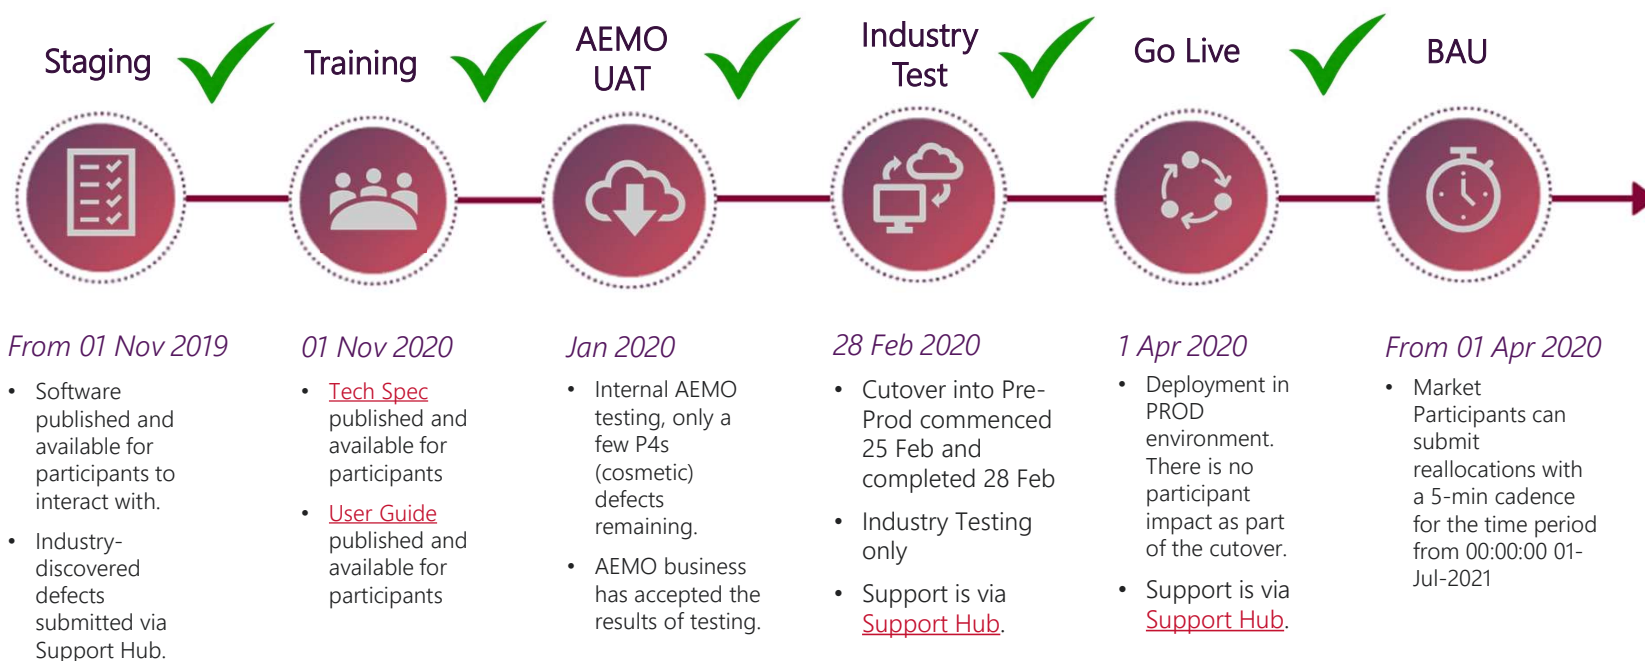 Staging
Training
AEMO
UAT
Industry
Test
Go Live
BAU
From 01 Nov 2019
• Software
published and
available for
participants to
interact with.
• Industry-
discovered
defects
submitted via
Support Hub.
01 Nov 2020
• Tech Spec
published and
available for
participants
• User Guide
published and
available for
participants
Jan 2020
• Internal AEMO
testing, only a
few P4s
(cosmetic)
defects
remaining.
• AEMO business
has accepted the
results of testing.
28 Feb 2020
• Cutover into Pre-
Prod commenced
25 Feb and
completed 28 Feb
• Industry Testing
only
• Support is via
Support Hub.
1 Apr 2020
• Deployment in
PROD
environment.
There is no
participant
impact as part
of the cutover.
• Support is via
Support Hub.
From 01 Apr 2020
• Market
Participants can
submit
reallocations with
a 5-min cadence
for the time period
from 00:00:00 01-
Jul-2021